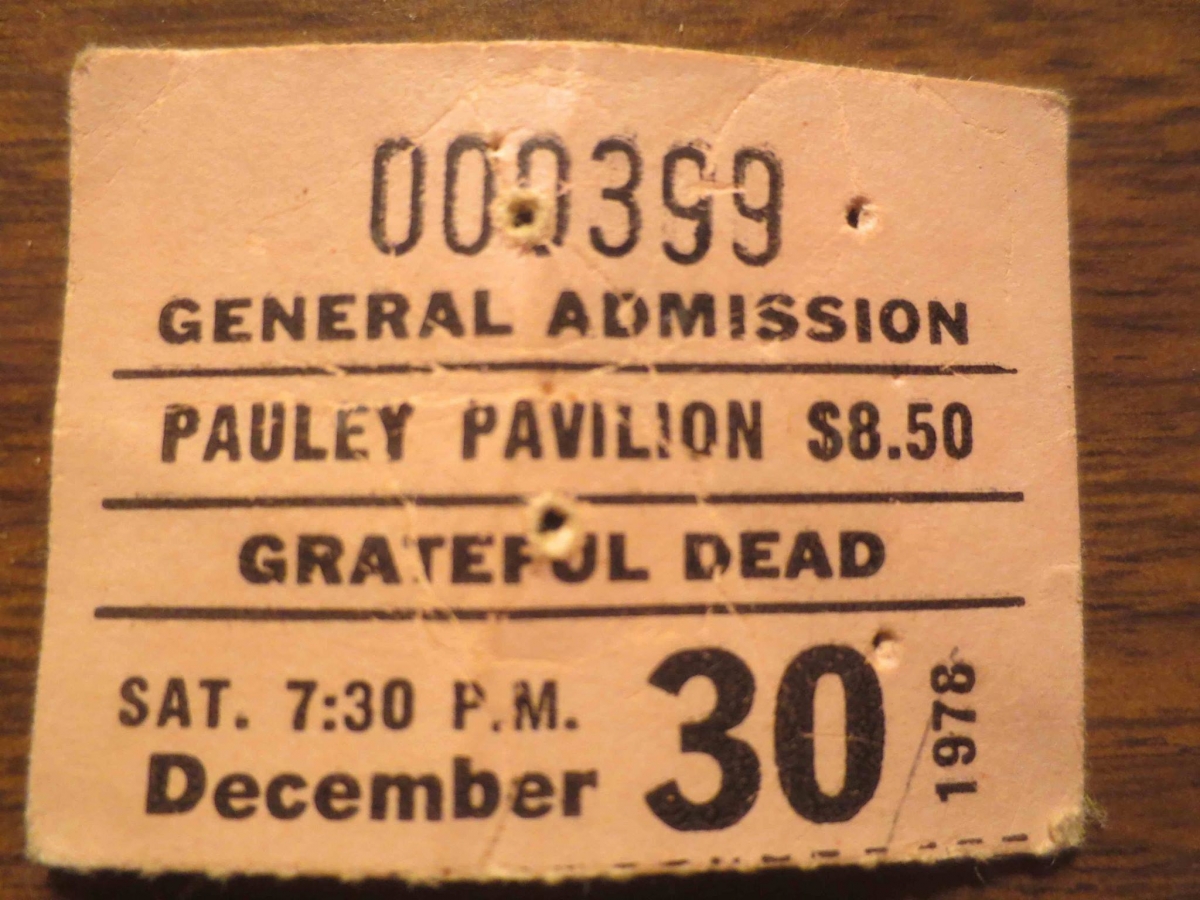 000399
GENERAL ADMISSION
PAULEY PAVILION $8.50
GRATEFUL DEAD
SAT. 7:30 P.M.
December 30 1978